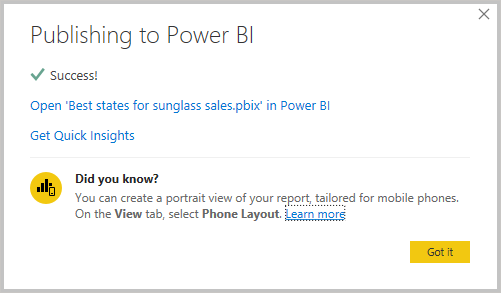 Publishing to Power BI
Success!
Open 'Best states for sunglass sales.pbix' in Power BI
Get Quick Insights
Did you know?
You can create a portrait view of your report, tailored for mobile phones.
On the View tab, select Phone Layout. Learn more
Got it